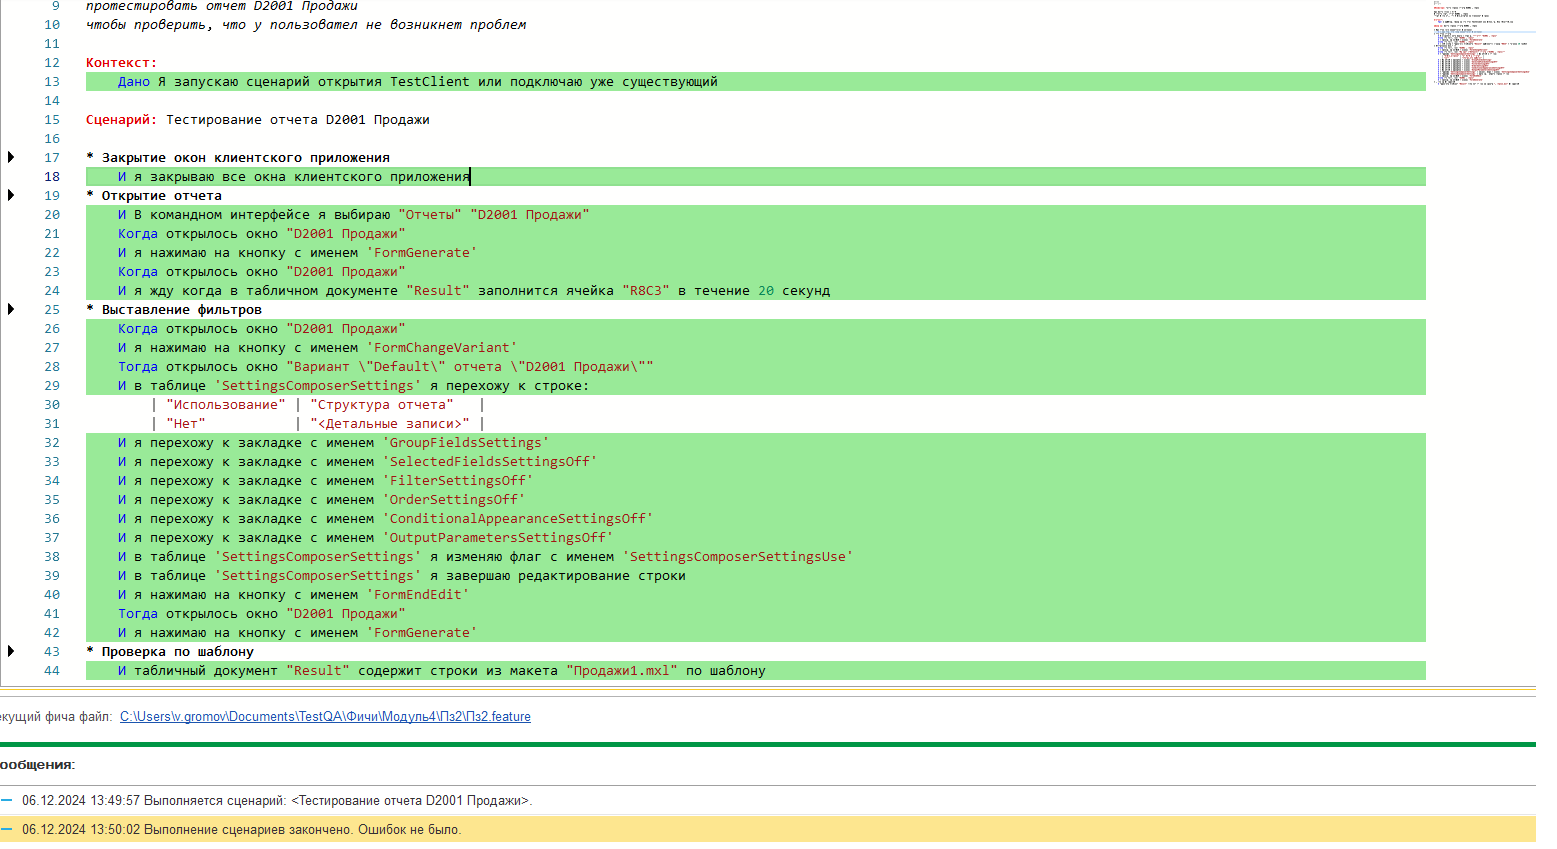 9 протестировать отчет D2001 Продажи
10 чтобы проверить, что у пользовател не возникнет проблем
11
12 Контекст:
13 Дано Я запускаю сценарий открытия TestClient или подключаю уже существующий
14
15 Сценарий: Тестирование отчета D2001 Продажи
16
17 * Закрытие окон клиентского приложения
18 И я закрываю все окна клиентского приложения
19 * Открытие отчета
20 И В командном интерфейсе я выбираю "Отчеты" "D2001 Продажи"
21 Когда открылось окно "D2001 Продажи"
22 И я нажимаю на кнопку с именем 'FormGenerate'
23 Когда открылось окно "D2001 Продажи"
24 И я жду когда в табличном документе "Result" заполнится ячейка "R8C3" в течение 20 секунд
25 * Выставление фильтров
26 Когда открылось окно "D2001 Продажи"
27 И я нажимаю на кнопку с именем 'FormChangeVariant'
28 Тогда открылось окно "Вариант \"Default\" отчета \"D2001 Продажи\""
29 И в таблице 'SettingsComposerSettings' я перехожу к строке:
30 | "Использование" | "Структура отчета" |
31 | "Нет" | "<Детальные записи>" |
32 И я перехожу к закладке с именем 'GroupFieldsSettings'
33 И я перехожу к закладке с именем 'SelectedFieldsSettingsOff'
34 И я перехожу к закладке с именем 'FilterSettingsOff'
35 И я перехожу к закладке с именем 'OrderSettingsOff'
36 И я перехожу к закладке с именем 'ConditionalAppearanceSettingsOff'
37 И я перехожу к закладке с именем 'OutputParametersSettingsOff'
38 И в таблице 'SettingsComposerSettings' я изменяю флаг с именем 'SettingsComposerSettingsUse'
39 И в таблице 'SettingsComposerSettings' я завершаю редактирование строки
40 И я нажимаю на кнопку с именем 'FormEndEdit'
41 Тогда открылось окно "D2001 Продажи"
42 И я нажимаю на кнопку с именем 'FormGenerate'
43 * Проверка по шаблону
44 И табличный документ "Result" содержит строки из макета "Продажи1.mxl" по шаблону
екущий фича файл: C:\Users\v.gromov\Documents\TestQA\Фичи\Модуль4\Пз2\Пз2.feature
ообщения:
06.12.2024 13:49:57 Выполняется сценарий: <Тестирование отчета D2001 Продажи>.
06.12.2024 13:50:02 Выполнение сценариев закончено. Ошибок не было.